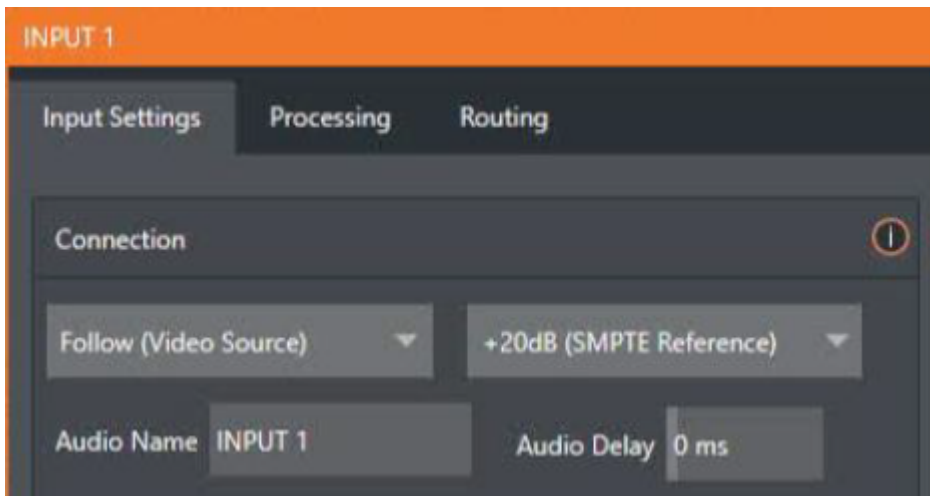 INPUT 1
Input Settings Processing Routing
Connection
Follow (Video Source) +20dB (SMPTE Reference)
Audio Name INPUT 1 Audio Delay 0 ms